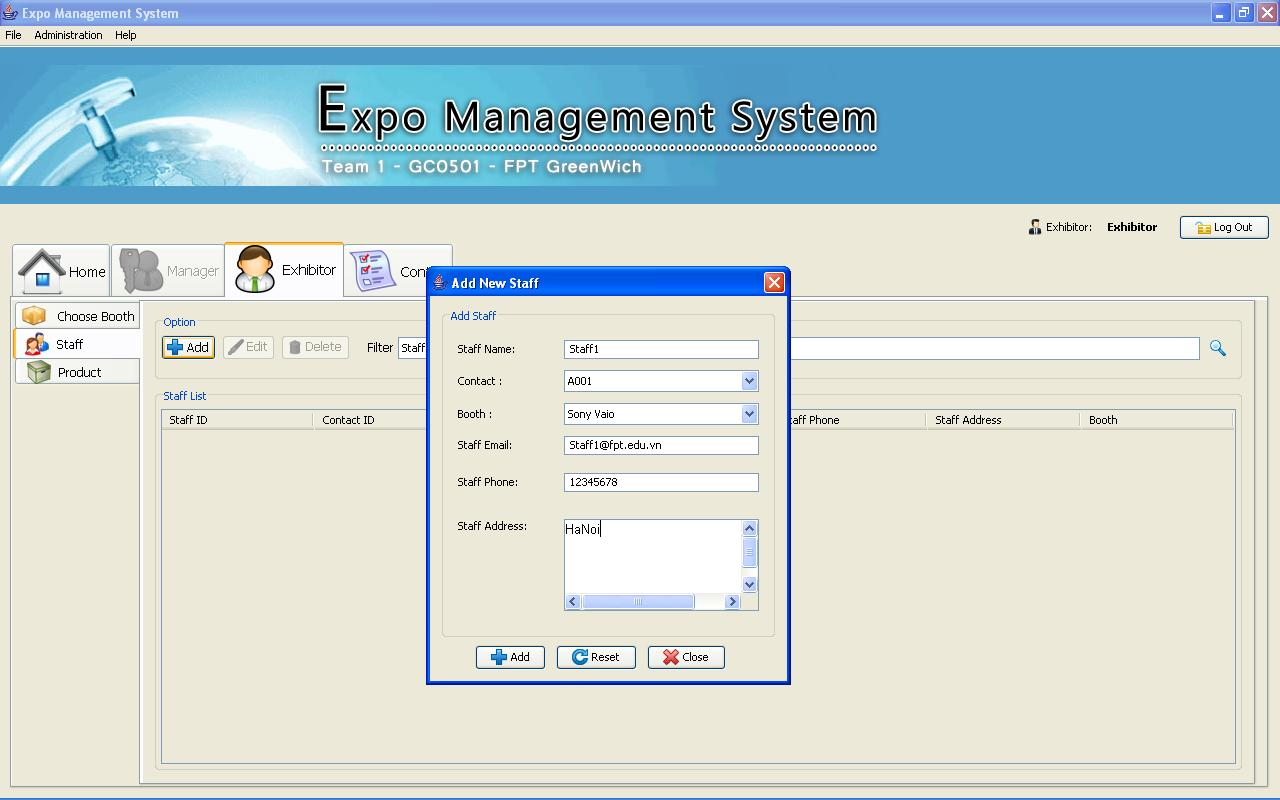 Expo Management System
File Administration Help
Expo Management System
Team 1 - GC0501 - FPT GreenWich
Exhibitor: Exhibitor Log Out
Home Manager Exhibitor
Choose Booth
Staff
Product
Option
Add Edit Delete Filter Staff
Staff List
Staff ID Contact ID Phone Staff Address Booth
Add New Staff
Add Staff
Staff Name: Staff1
Contact : A001
Booth : Sony Vaio
Staff Email: Staff1@fpt.edu.vn
Staff Phone: 12345678
Staff Address: HaNoi
Add Reset Close